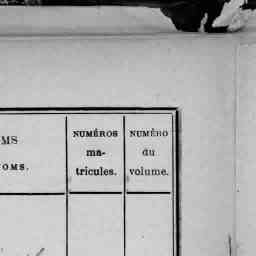 MS
OMS.
NUMÉROS
ma-
tricules.
NUMÉRO
du
volume.